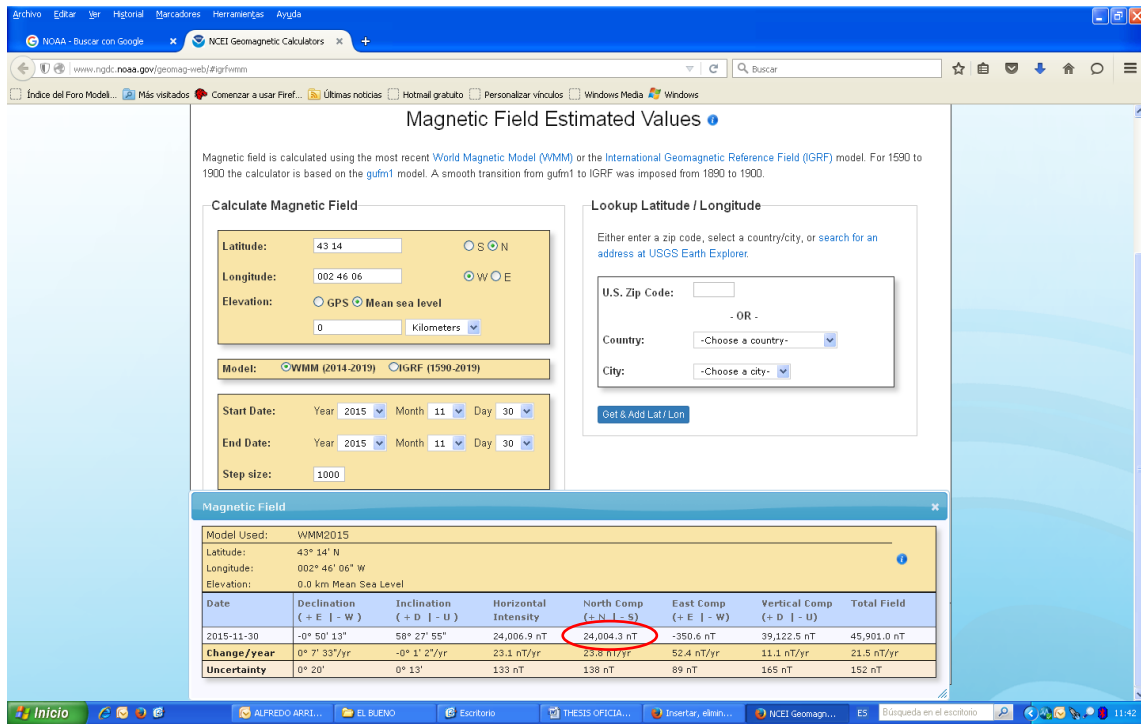 Archivo Editar Ver Historial Marcadores Herramientas Ayuda
NOAA - Buscar con Google NCEI Geomagnetic Calculators
www.ngdc.noaa.gov/geomag-web/#igrfwmm Buscar
Índice del Foro Modeli... Más visitados Comenzar a usar Firef... Últimas noticias Hotmail gratuito Personalizar vínculos Windows Media Windows
Magnetic Field Estimated Values
Magnetic field is calculated using the most recent World Magnetic Model (WMM) or the International Geomagnetic Reference Field (IGRF) model. For 1590 to
1900 the calculator is based on the gufm1 model. A smooth transition from gufm1 to IGRF was imposed from 1890 to 1900.
Calculate Magnetic Field
Latitude: 43 14 S N
Longitude: 002 46 06 W E
Elevation: GPS Mean sea level
0 Kilometers
Model: WMM (2014-2019) IGRF (1590-2019)
Start Date: Year 2015 Month 11 Day 30
End Date: Year 2015 Month 11 Day 30
Step size: 1000
Lookup Latitude / Longitude
Either enter a zip code, select a country/city, or search for an
address at USGS Earth Explorer.
U.S. Zip Code:
- OR -
Country: -Choose a country-
City: -Choose a city-
Get & Add Lat / Lon
Magnetic Field
Model Used: WMM2015
Latitude: 43° 14' N
Longitude: 002° 46' 06" W
Elevation: 0.0 km Mean Sea Level
Date Declination Inclination Horizontal North Comp East Comp Vertical Comp Total Field
( + E | - W ) ( + D | - U ) Intensity (+ N | - S) (+ E | - W) (+ D | - U)
2015-11-30 -0° 50' 13" 58° 27' 55" 24,006.9 nT 24,004.3 nT -350.6 nT 39,122.5 nT 45,901.0 nT
Change/year 0° 7' 33"/yr -0° 1' 2"/yr 23.1 nT/yr 23.8 nT/yr 52.4 nT/yr 11.1 nT/yr 21.5 nT/yr
Uncertainty 0° 20' 0° 13' 133 nT 138 nT 89 nT 165 nT 152 nT
Inicio ALFREDO ARRI... EL BUENO Escritorio THESIS OFICIA... Insertar, elimin... NCEI Geomagn... ES Búsqueda en el escritorio 11:42